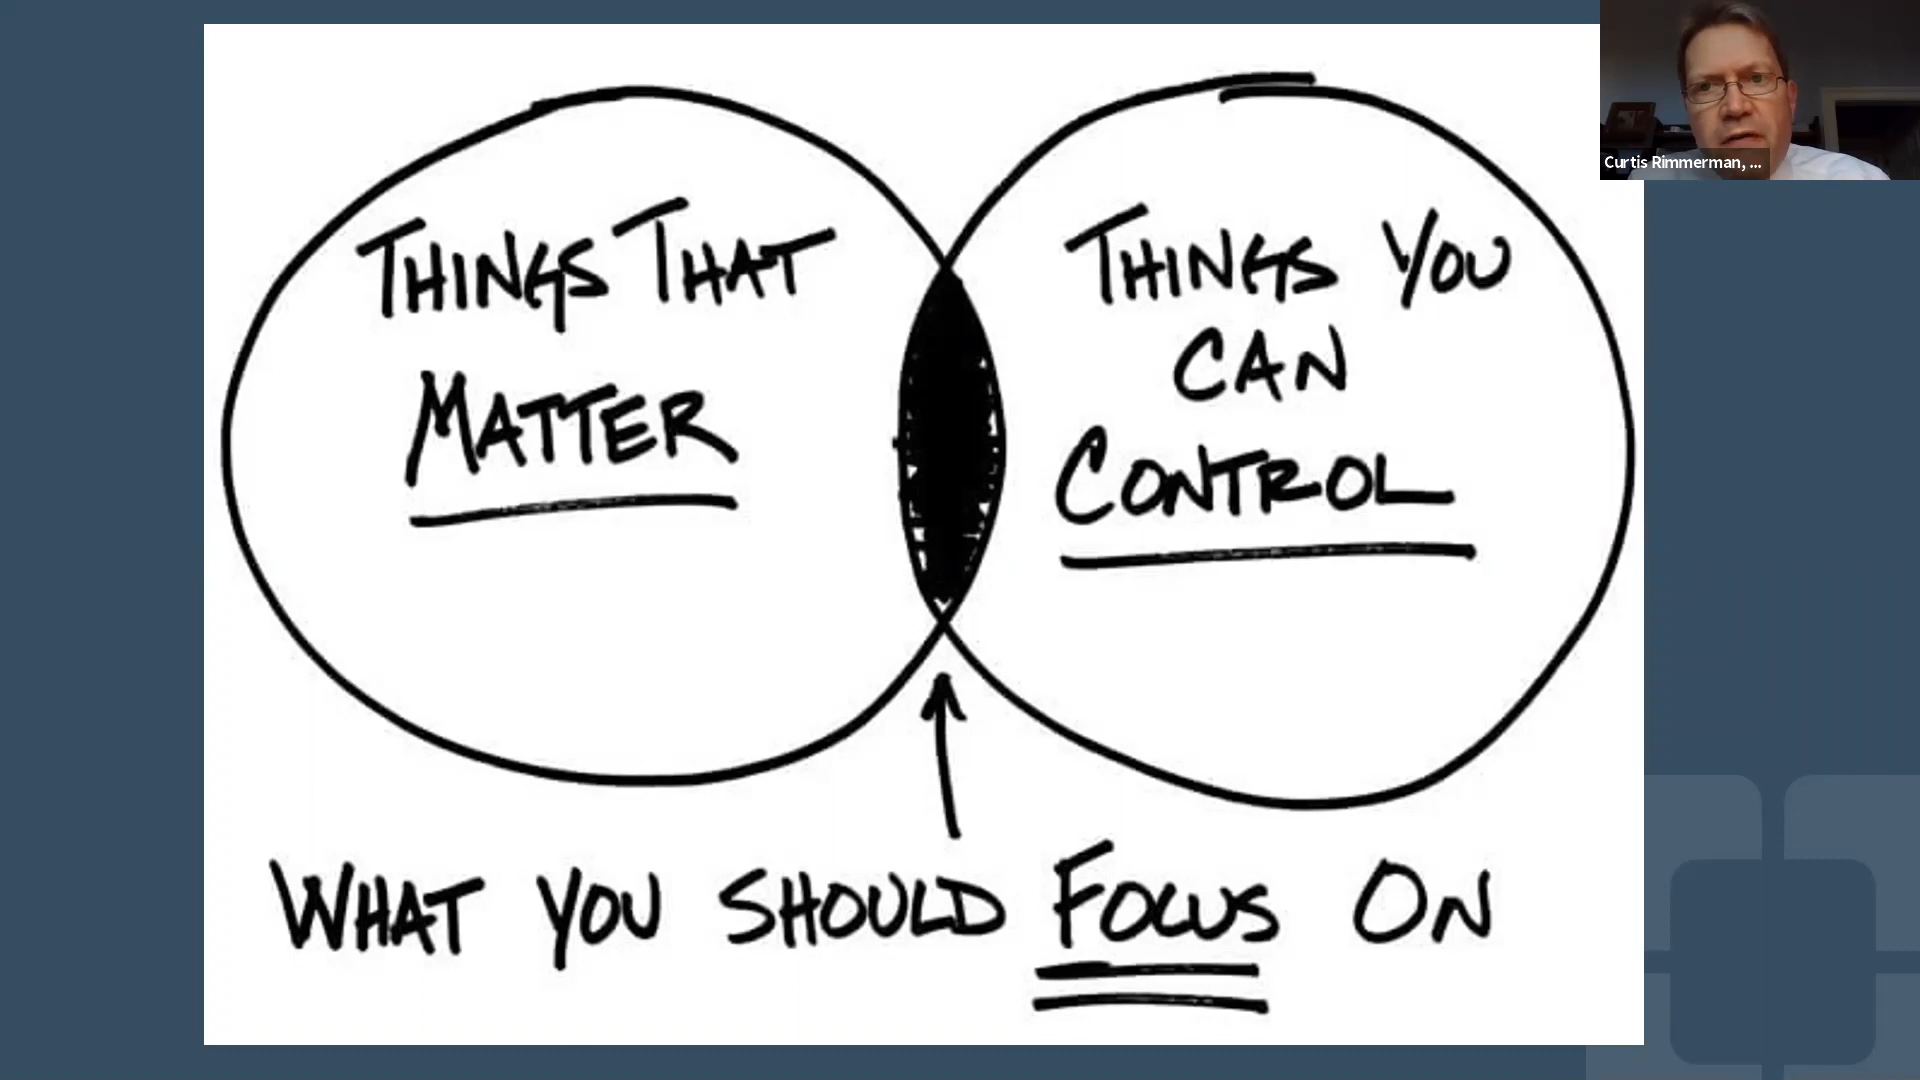 THINGS THAT
MATTER
THINGS YOU
CAN
CONTROL
WHAT YOU SHOULD FOCUS ON
Curtis Rimmerman, ...